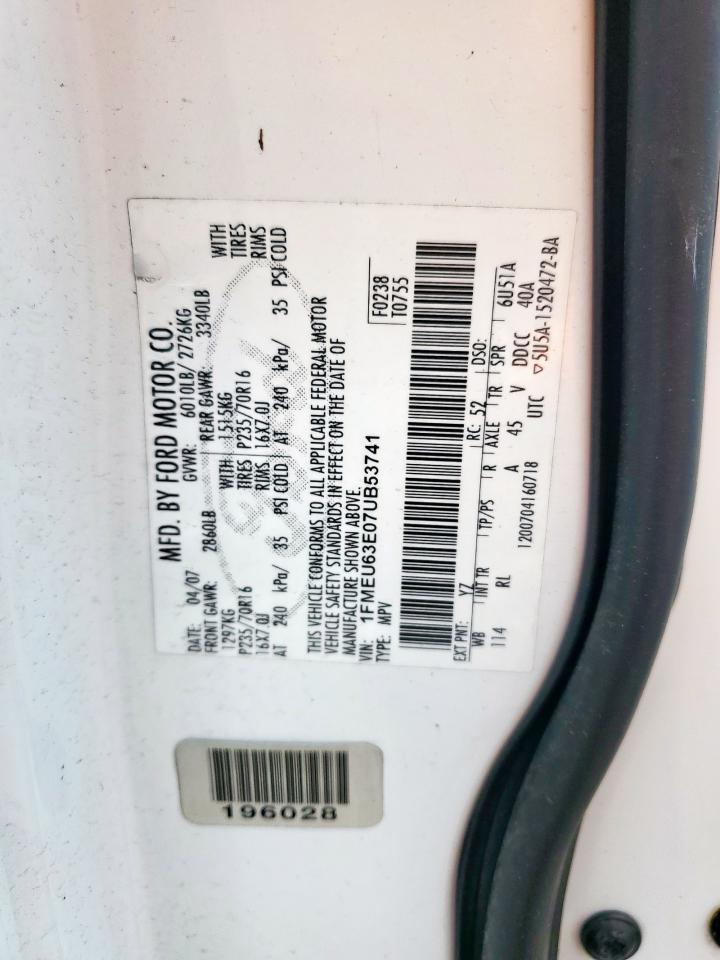 MFD. BY FORD MOTOR CO.
DATE: 04/07 GVWR: 6010LB/2726KG
FRONT GAWR: 2860LB REAR GAWR: 3340LB
1297KG WITH 1515KG WITH
P235/70R16 TIRES P235/70R16 TIRES
16X7.0J RIMS 16X7.0J RIMS
AT 240 kPa/ 35 PSI COLD AT 240 kPa/ 35 PSI COLD
THIS VEHICLE CONFORMS TO ALL APPLICABLE FEDERAL MOTOR
VEHICLE SAFETY STANDARDS IN EFFECT ON THE DATE OF
MANUFACTURE SHOWN ABOVE.
VIN: 1FMEU63E07UB53741 F0238
TYPE: MPV T0755
EXT PNT: YZ RC: 52 DSO:
WB INT TR TP/PS R AXLE TR SPR 6U51A
114 RL A 45 V DDCC 40A
1200704160718 UTC ▽5U5A-1520472-BA
196028